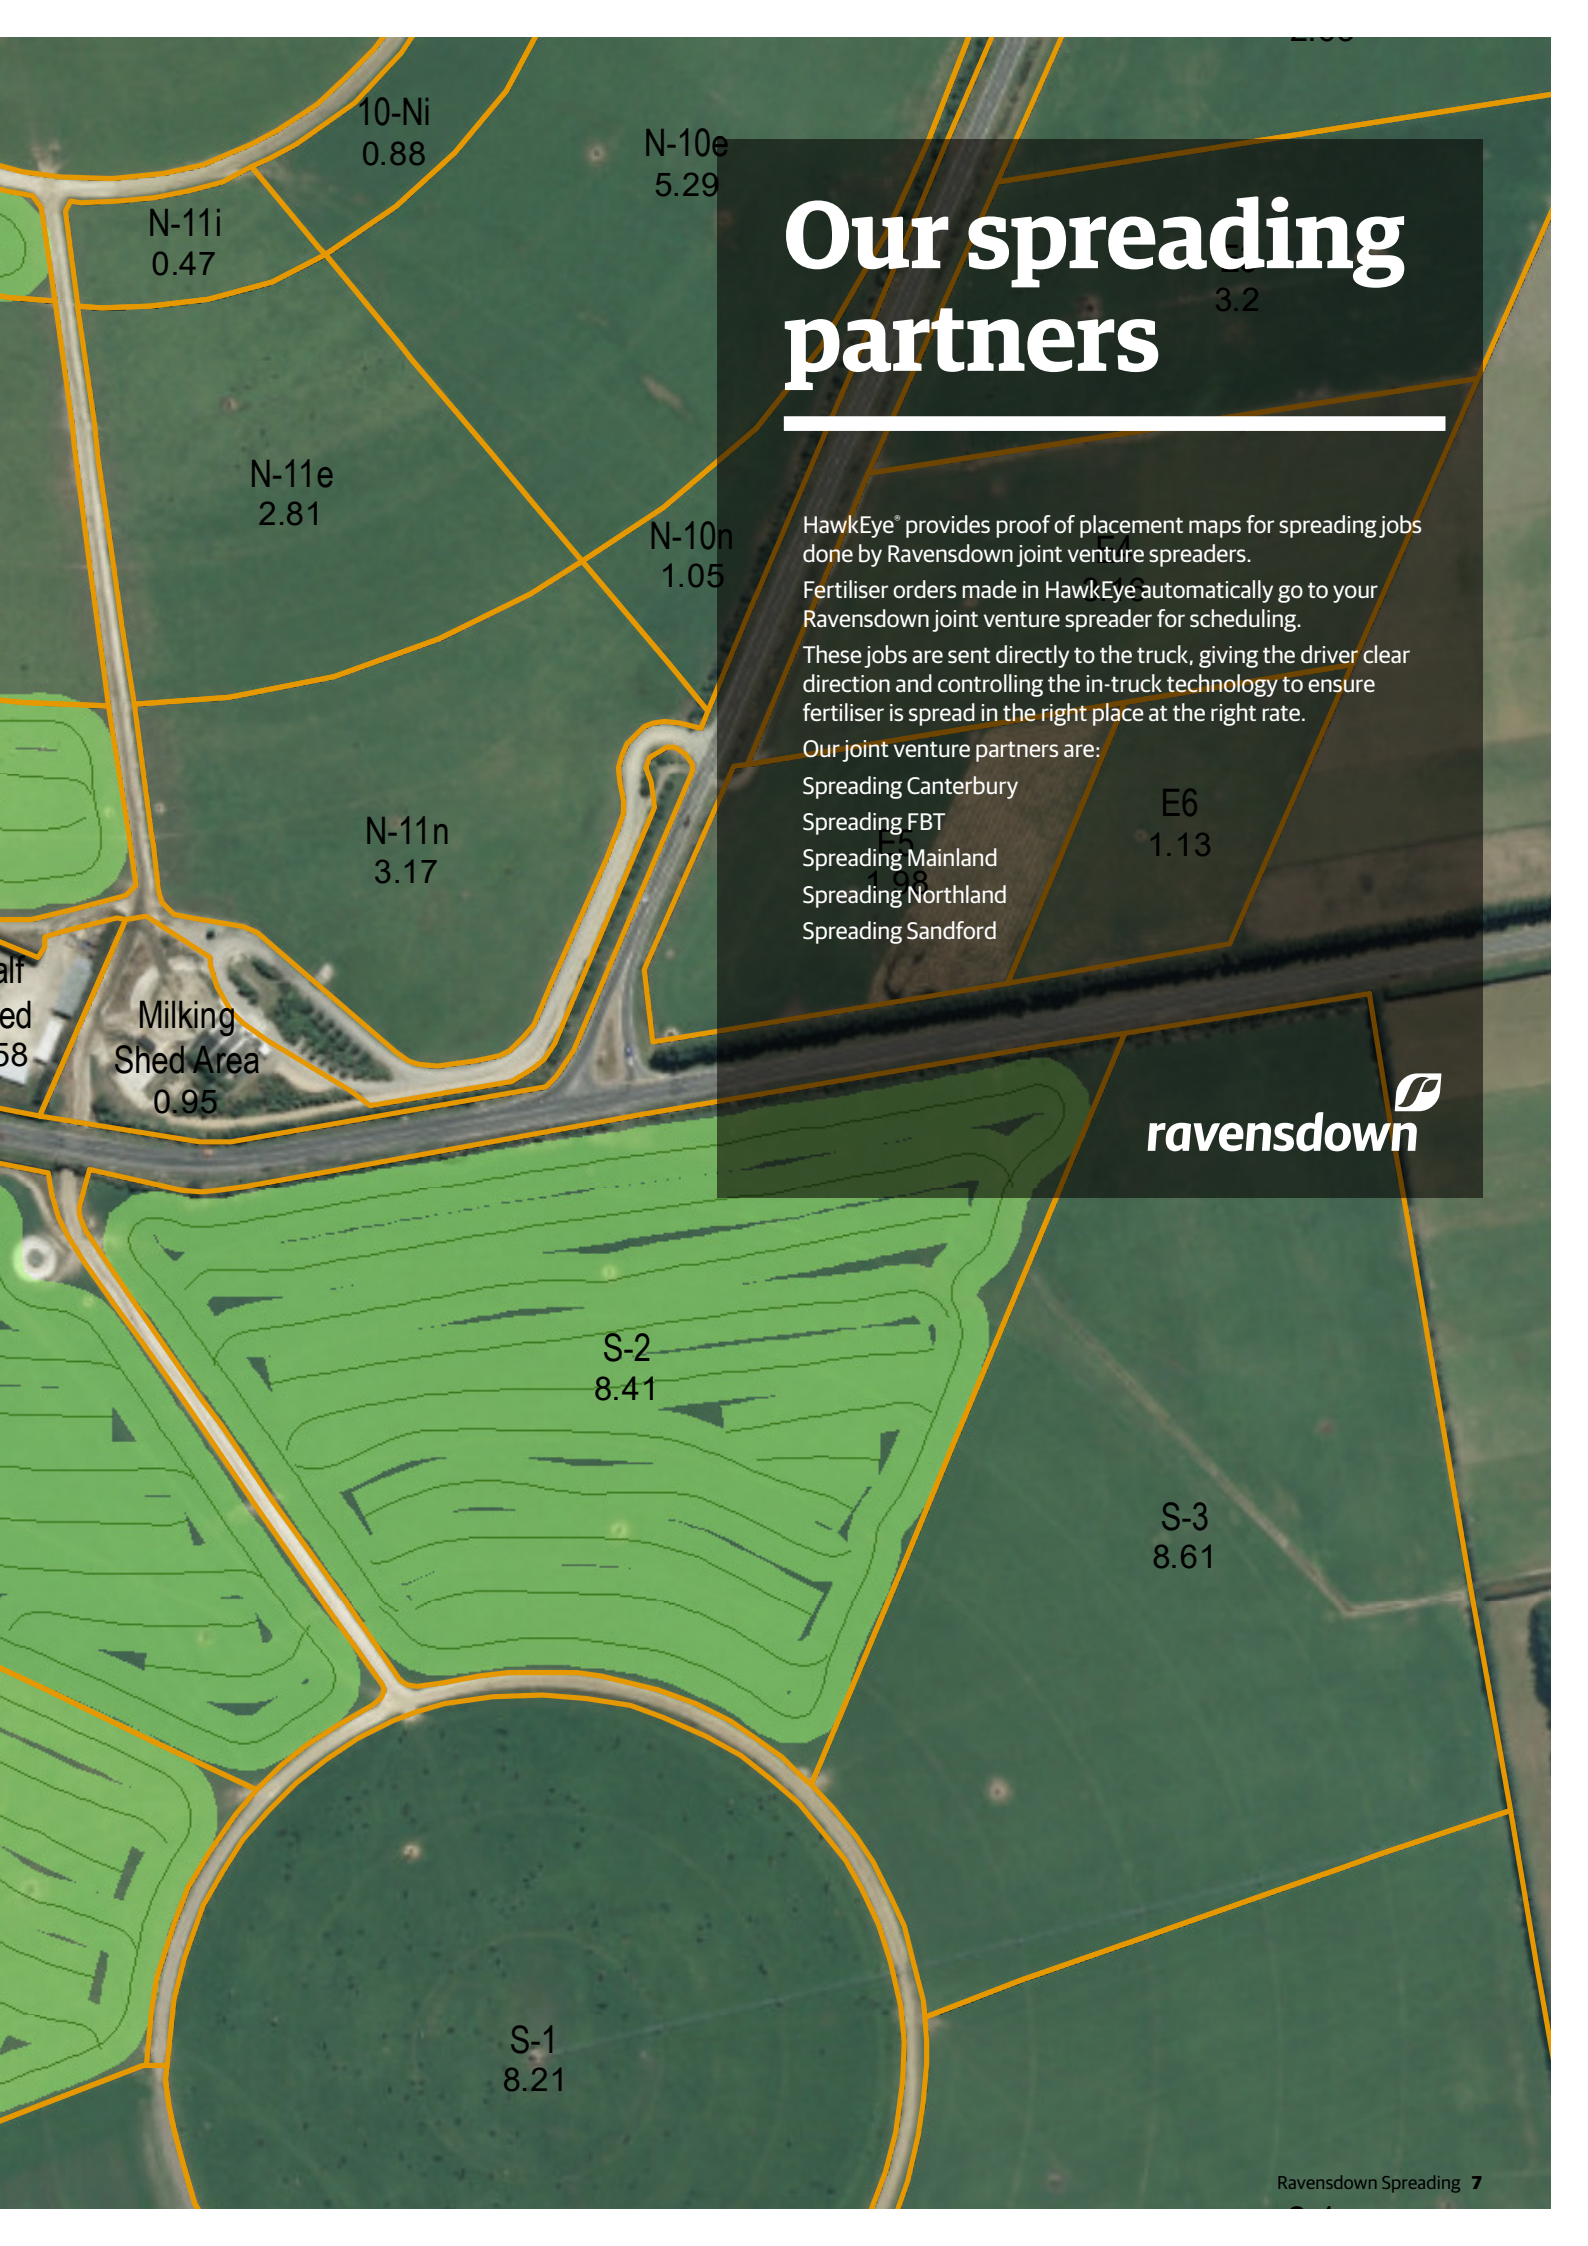 10-Ni
0.88
N-10e
5.29
N-11i
0.47
Our spreading
partners
3.2
N-11e
2.81
N-10n
1.05
HawkEye® provides proof of placement maps for spreading jobs
done by Ravensdown joint venture spreaders.
Fertiliser orders made in HawkEye automatically go to your
Ravensdown joint venture spreader for scheduling.
These jobs are sent directly to the truck, giving the driver clear
direction and controlling the in-truck technology to ensure
fertiliser is spread in the right place at the right rate.
Our joint venture partners are:
Spreading Canterbury
Spreading FBT
Spreading Mainland
Spreading Northland
Spreading Sandford
E4
E5
1.98
E6
1.13
N-11n
3.17
Milking
Shed Area
0.95
ravensdown
S-2
8.41
S-3
8.61
S-1
8.21
Ravensdown Spreading 7